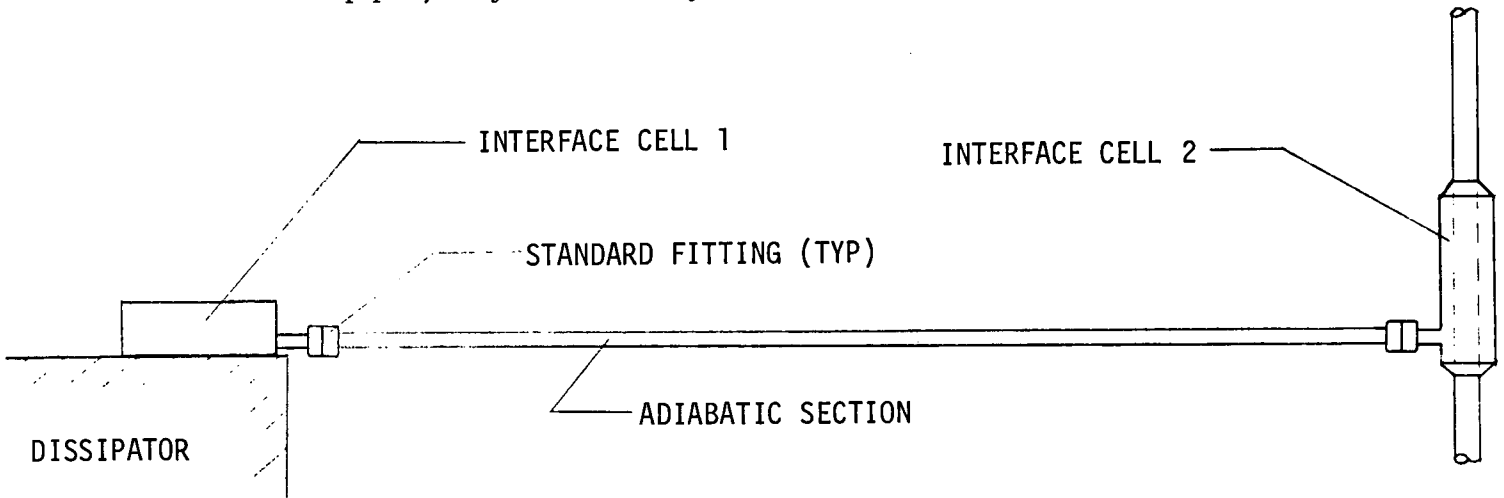 INTERFACE CELL 1
INTERFACE CELL 2
STANDARD FITTING (TYP)
ADIABATIC SECTION
DISSIPATOR